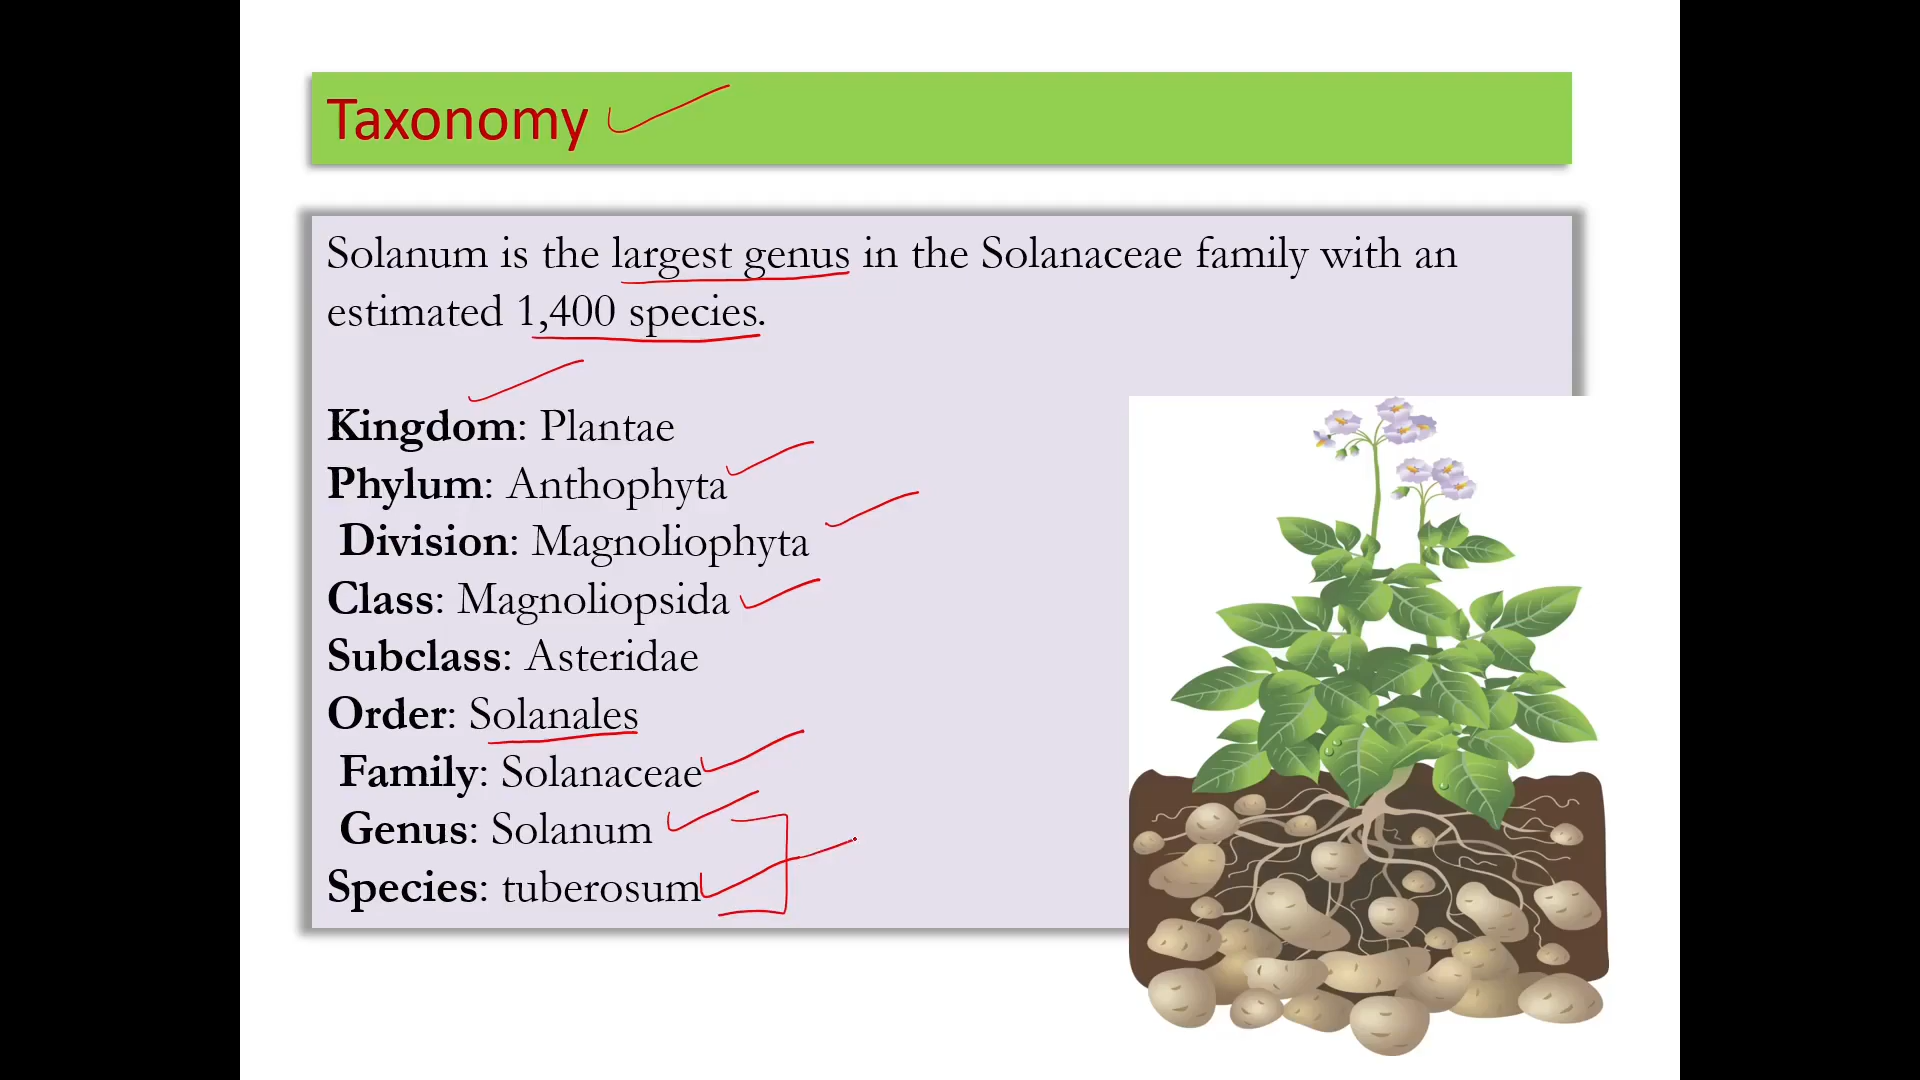 Taxonomy
Solanum is the largest genus in the Solanaceae family with an
estimated 1,400 species.
Kingdom: Plantae
Phylum: Anthophyta
Division: Magnoliophyta
Class: Magnoliopsida
Subclass: Asteridae
Order: Solanales
Family: Solanaceae
Genus: Solanum
Species: tuberosum